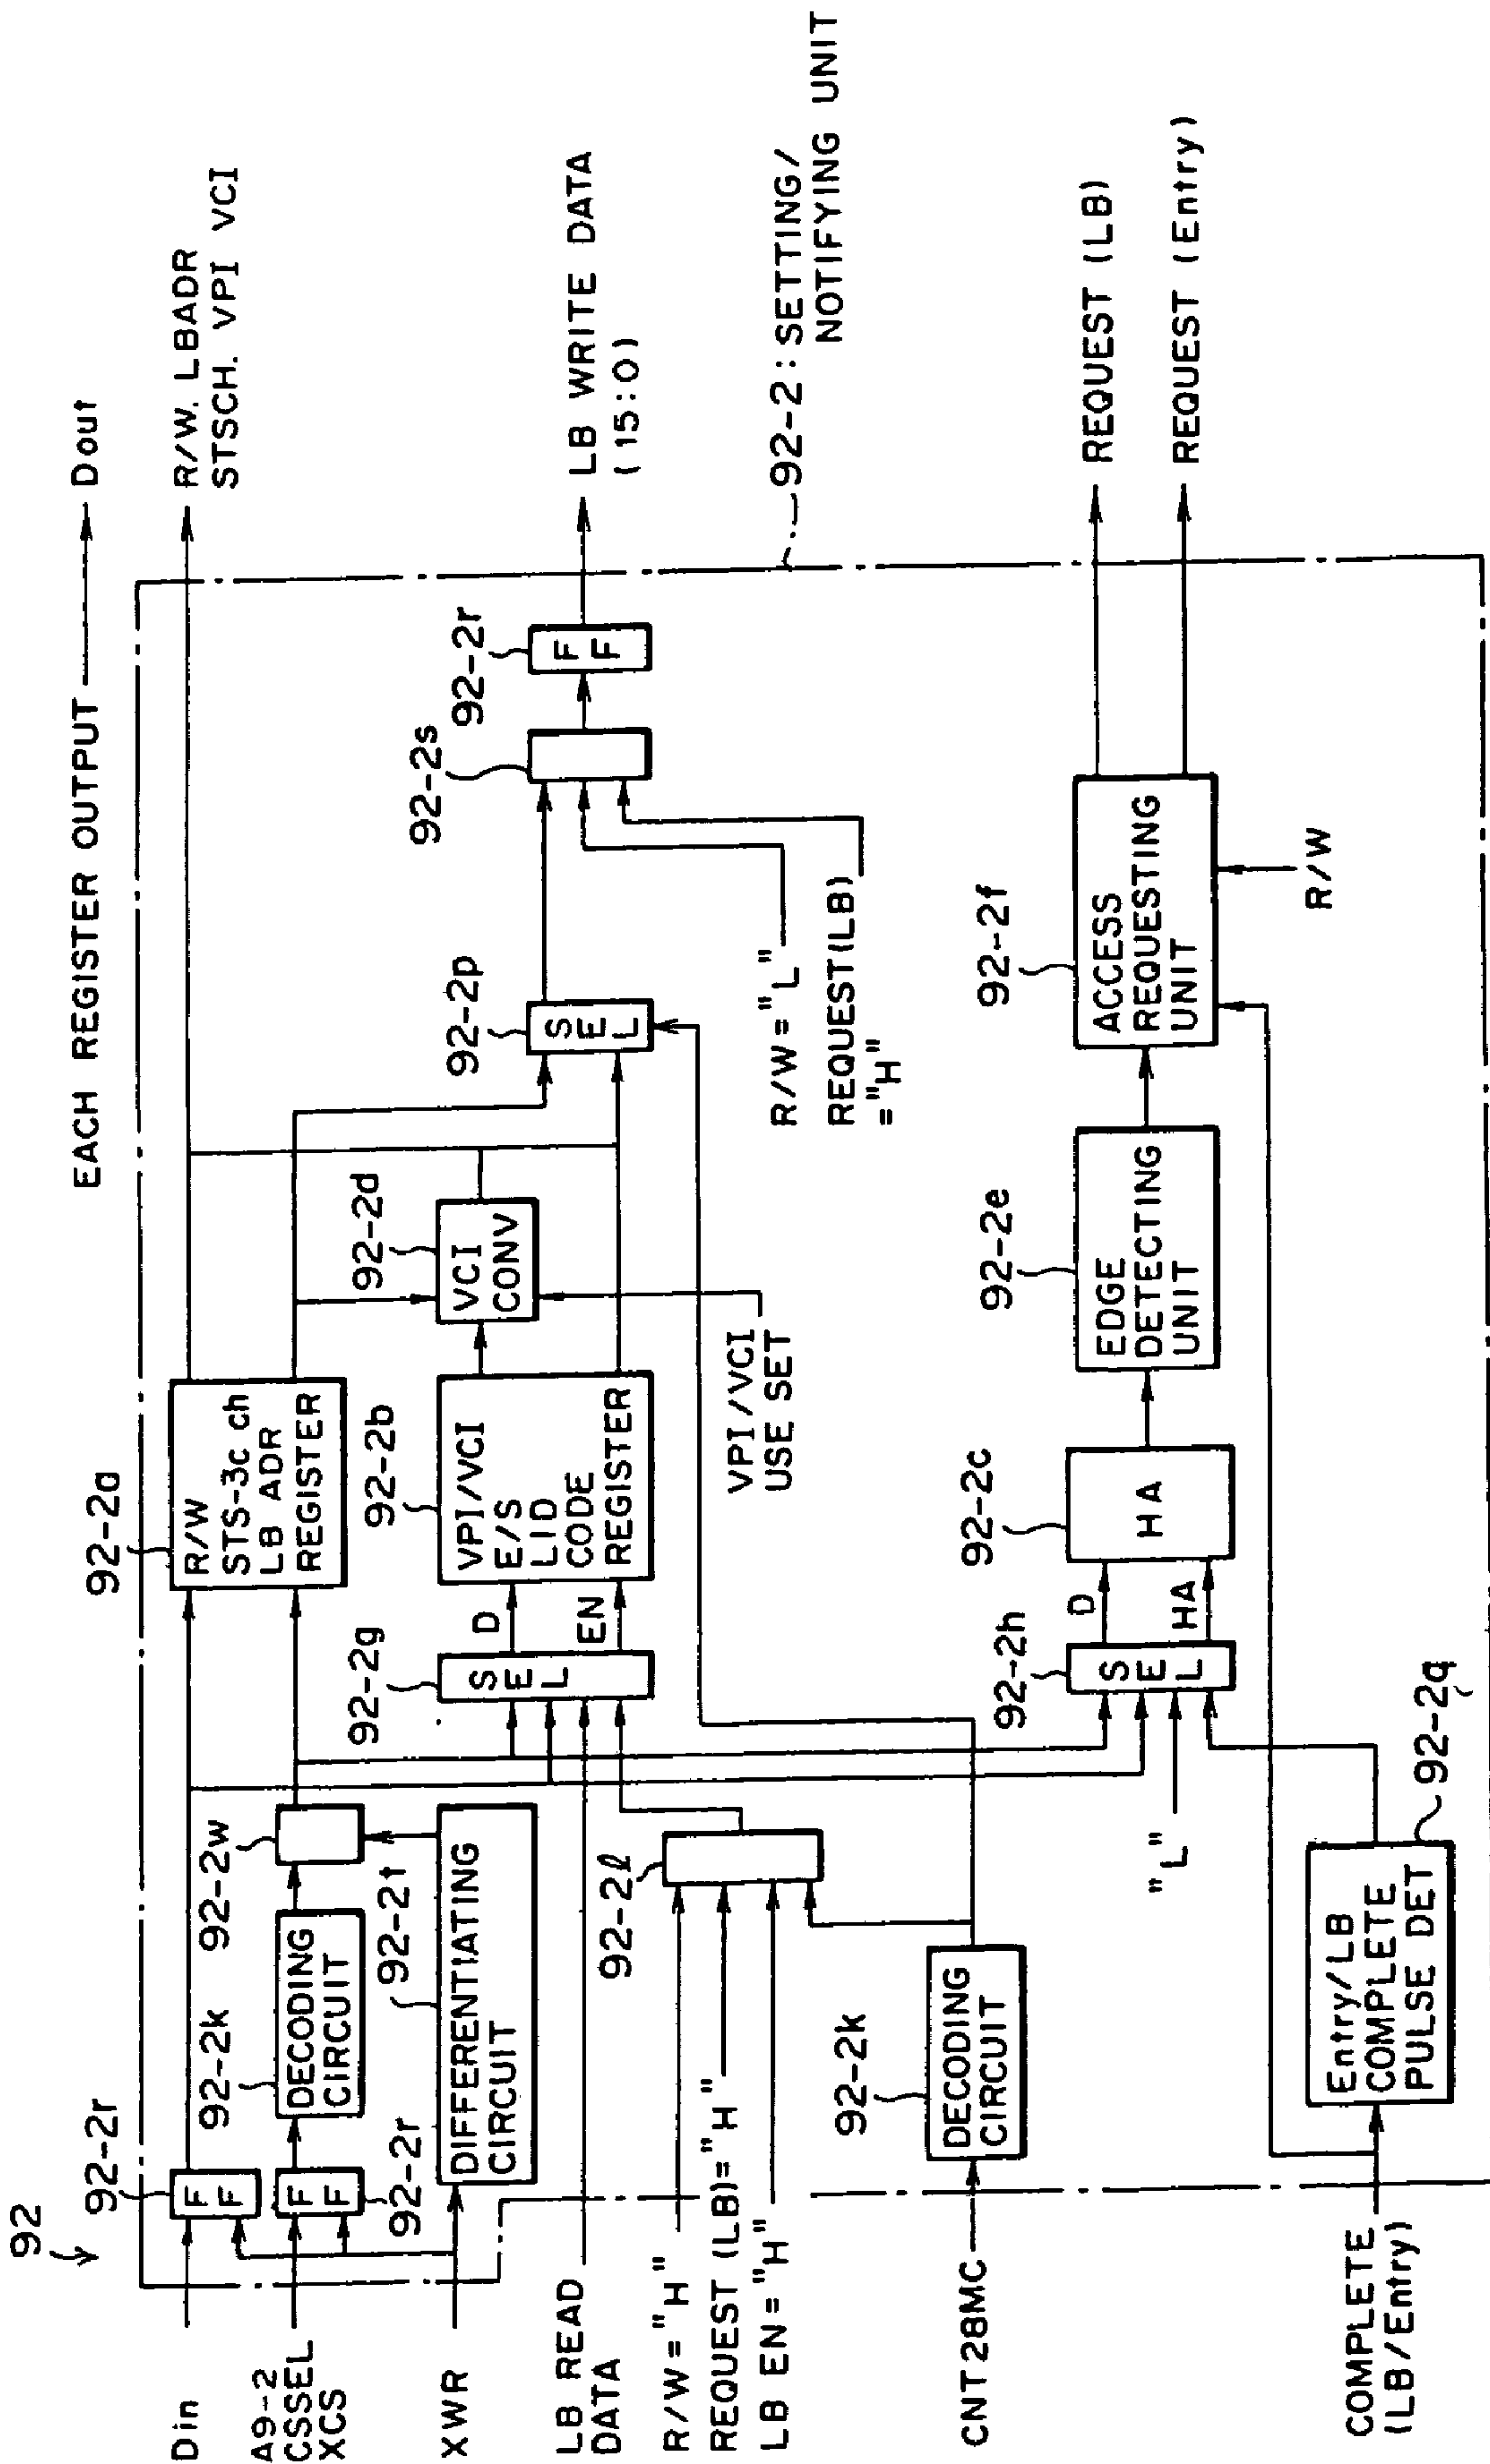 92
EACH REGISTER OUTPUT
Dout
Din
A9-2
CSSEL
XCS
XWR
LB READ
DATA
R/W="H"
REQUEST (LB)="H"
LB EN="H"
CNT28MC
COMPLETE
(LB/Entry)
92-2r
FF
92-2k
DECODING
CIRCUIT
92-2w
FF
92-2r
92-2t
DIFFERENTIATING
CIRCUIT
92-2ℓ
92-2k
DECODING
CIRCUIT
Entry/LB
COMPLETE
PULSE DET
92-2q
92-2g
SEL
D
EN
92-2h
SEL
D
HA
"L"
92-2a
R/W
STS-3c ch
LB ADR
REGISTER
92-2b
VPI/VCI
E/S
LID
CODE
REGISTER
92-2c
HA
92-2d
VCI
CONV
VPI/VCI
USE SET
92-2e
EDGE
DETECTING
UNIT
92-2p
SEL
R/W="L"
REQUEST(LB)
="H"
92-2f
ACCESS
REQUESTING
UNIT
R/W
92-2s
92-2r
FF
R/W. LBADR
STSCH. VPI VCI
LB WRITE DATA
(15:0)
92-2:SETTING/
NOTIFYING UNIT
REQUEST (LB)
REQUEST (Entry)